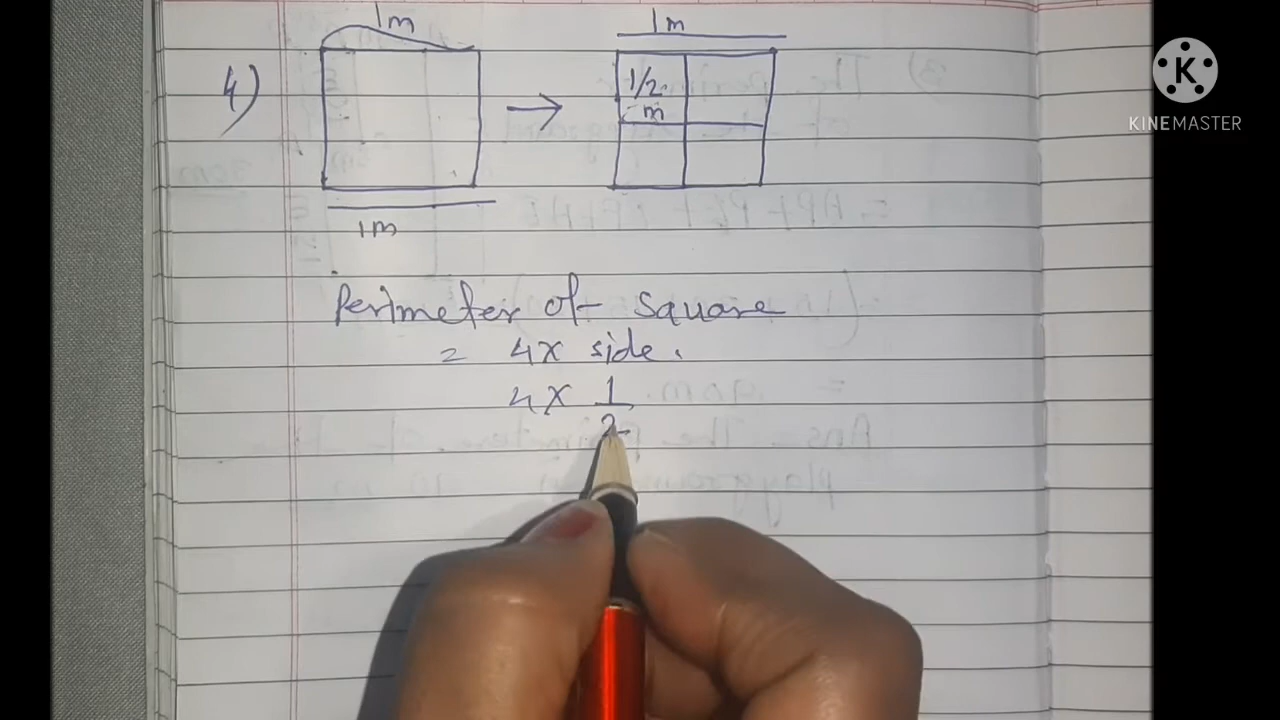 4)
1m
1m
1m
1/2
m
Perimeter of square
= 4x side.
4x 1
2
KINEMASTER